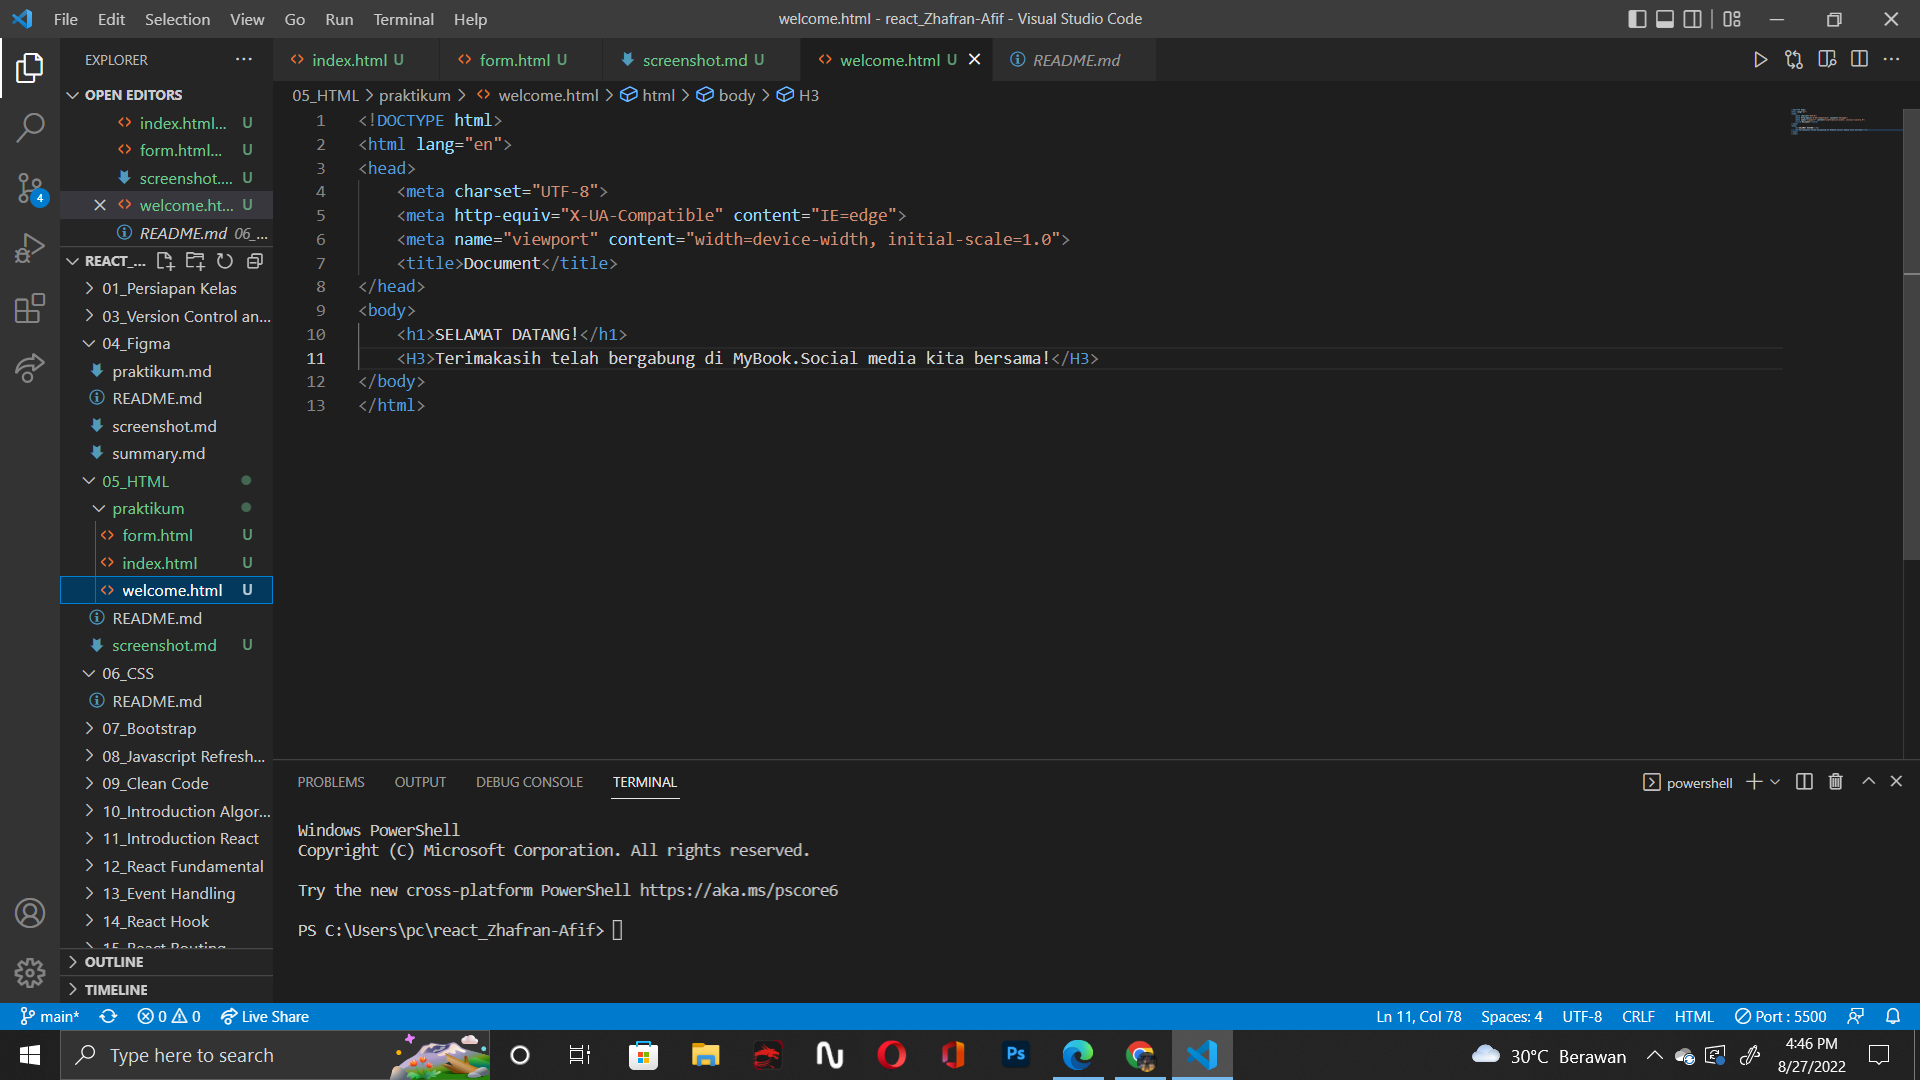 File Edit Selection View Go Run Terminal Help
welcome.html - react_Zhafran-Afif - Visual Studio Code
EXPLORER
OPEN EDITORS
index.html... U
form.html... U
screenshot.... U
welcome.ht... U
README.md 06_...
REACT_...
01_Persiapan Kelas
03_Version Control an...
04_Figma
praktikum.md
README.md
screenshot.md
summary.md
05_HTML
praktikum
form.html U
index.html U
welcome.html U
README.md
screenshot.md U
06_CSS
README.md
07_Bootstrap
08_Javascript Refresh...
09_Clean Code
10_Introduction Algor...
11_Introduction React
12_React Fundamental
13_Event Handling
14_React Hook
15_React Routing
OUTLINE
TIMELINE
4
index.html U form.html U screenshot.md U welcome.html U README.md
05_HTML > praktikum > welcome.html > html > body > H3
1 <!DOCTYPE html>
2 <html lang="en">
3 <head>
4 <meta charset="UTF-8">
5 <meta http-equiv="X-UA-Compatible" content="IE=edge">
6 <meta name="viewport" content="width=device-width, initial-scale=1.0">
7 <title>Document</title>
8 </head>
9 <body>
10 <h1>SELAMAT DATANG!</h1>
11 <H3>Terimakasih telah bergabung di MyBook.Social media kita bersama!</H3>
12 </body>
13 </html>
PROBLEMS OUTPUT DEBUG CONSOLE TERMINAL
powershell
Windows PowerShell
Copyright (C) Microsoft Corporation. All rights reserved.
Try the new cross-platform PowerShell https://aka.ms/pscore6
PS C:\Users\pc\react_Zhafran-Afif>
main* 0 0 Live Share
Ln 11, Col 78 Spaces: 4 UTF-8 CRLF HTML Port : 5500
Type here to search
Ps
30°C Berawan
4:46 PM
8/27/2022